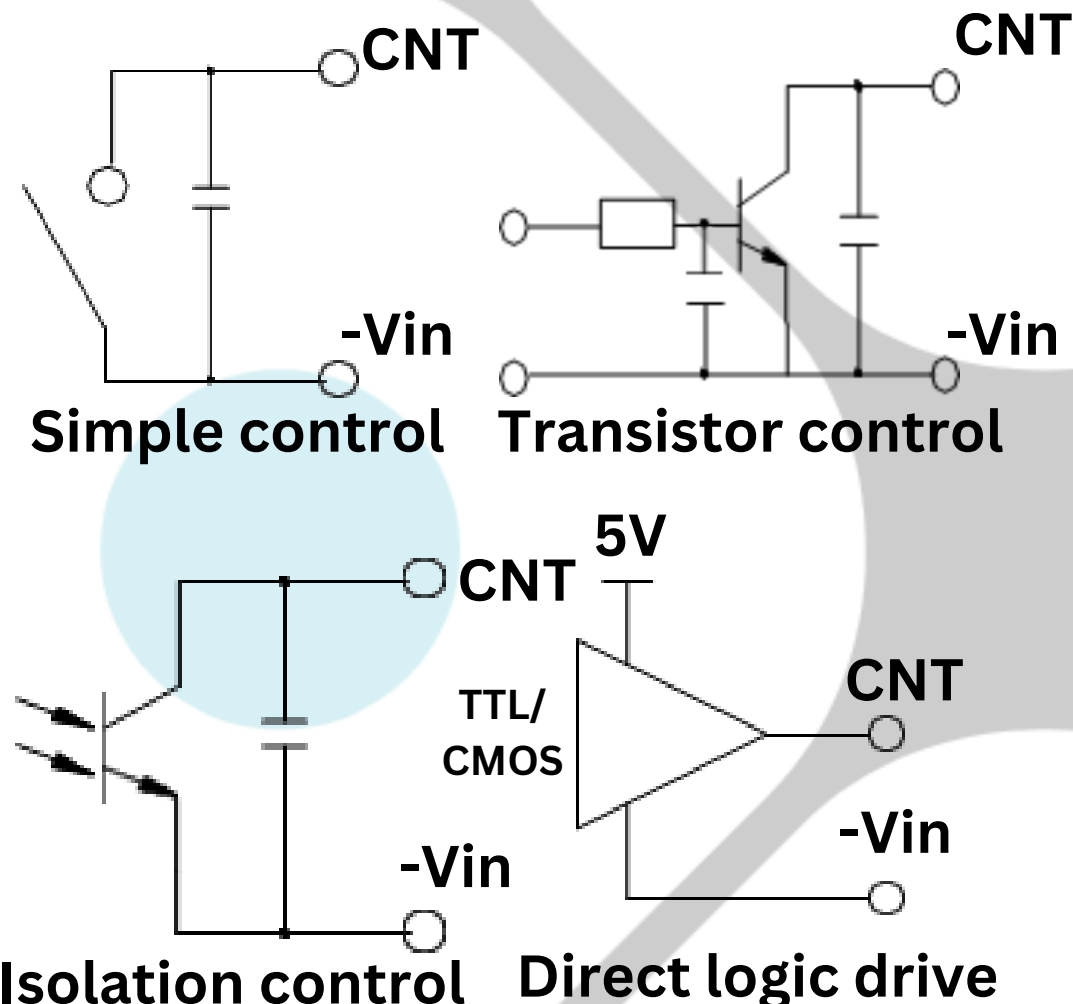 CNT
-Vin
Simple control
CNT
-Vin
Transistor control
CNT
-Vin
Isolation control
5V
TTL/
CMOS
CNT
-Vin
Direct logic drive